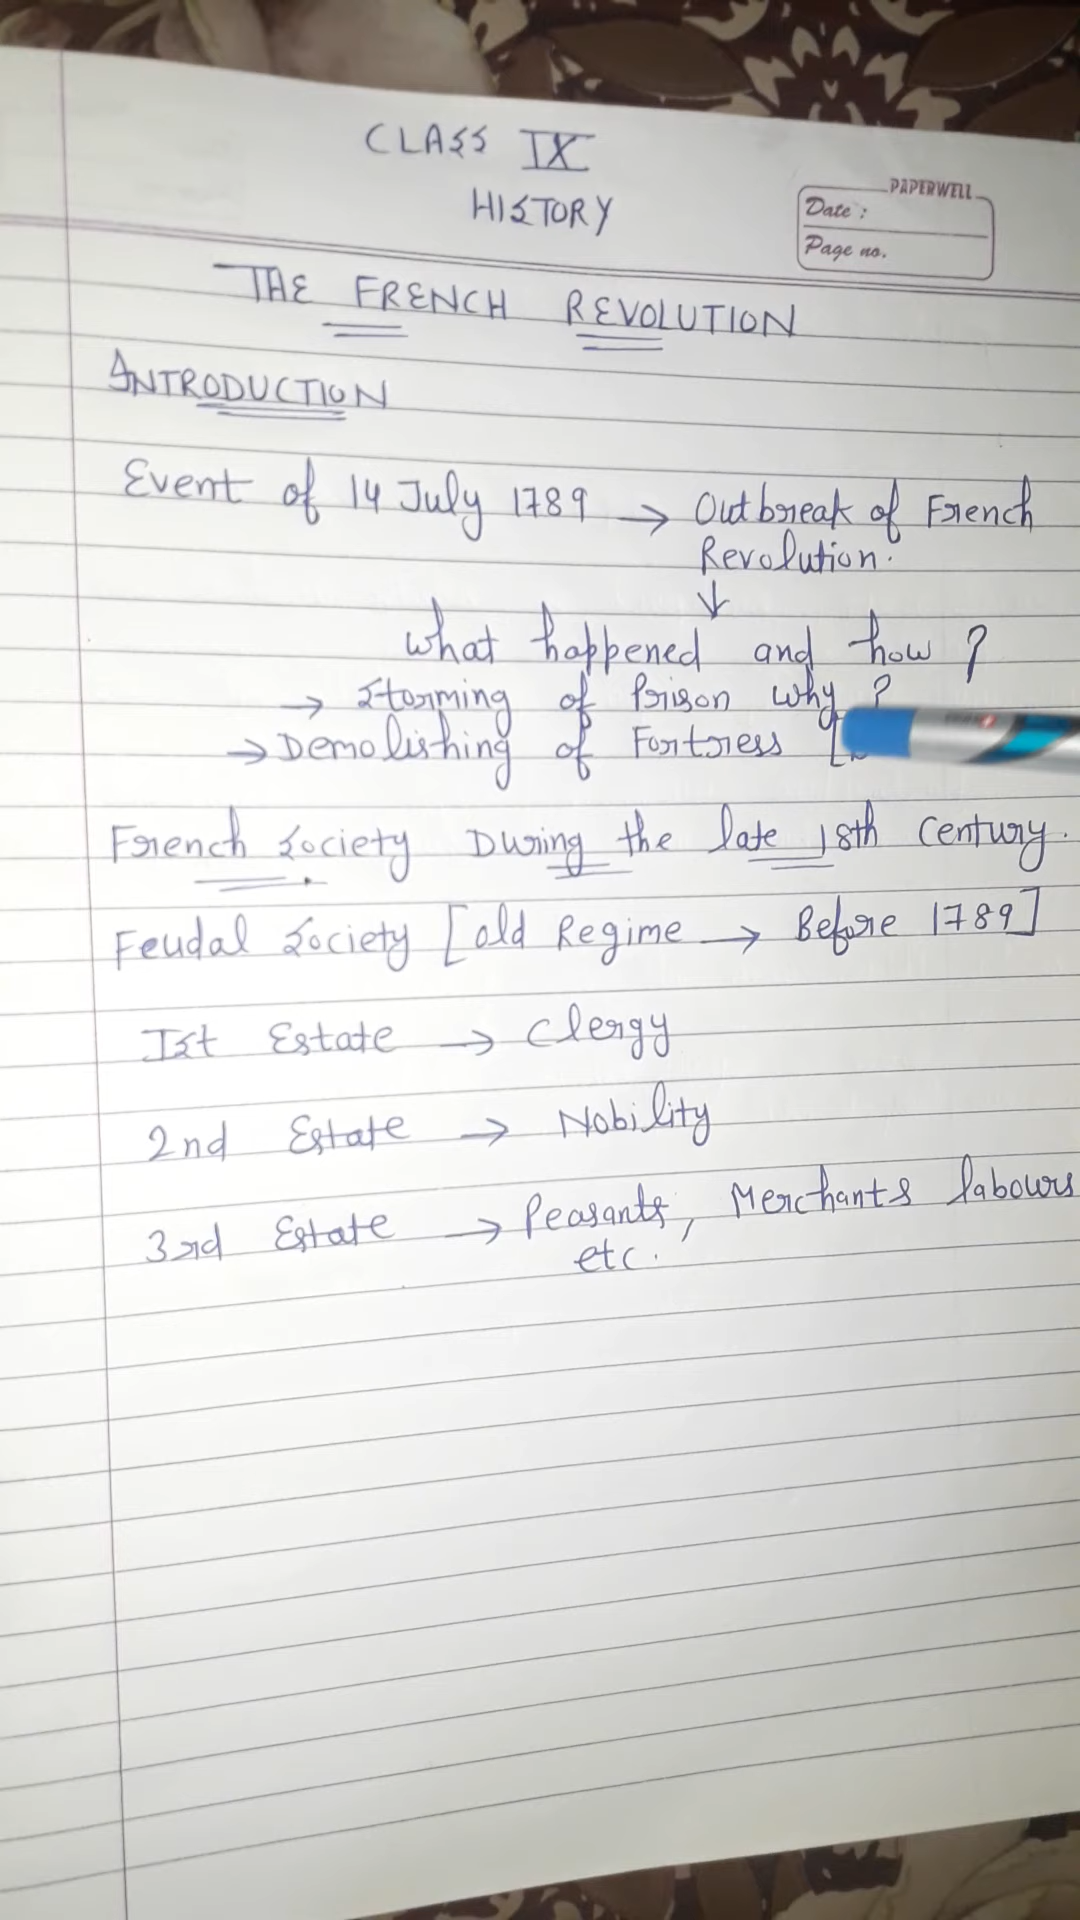 CLASS IX
HISTORY
PAPERWELL
Date :
Page no.
THE FRENCH REVOLUTION
INTRODUCTION
Event of 14 July 1789 → Outbreak of French
Revolution.
↓
What happened and how ?
→ Storming of Prison why ?
→ Demolishing of Fortress [
French Society During the late 18th Century.
Feudal Society [old Regime → Before 1789]
Ist Estate → Clergy
2nd Estate → Nobility
3rd Estate → Peasants, Merchants labours
etc.